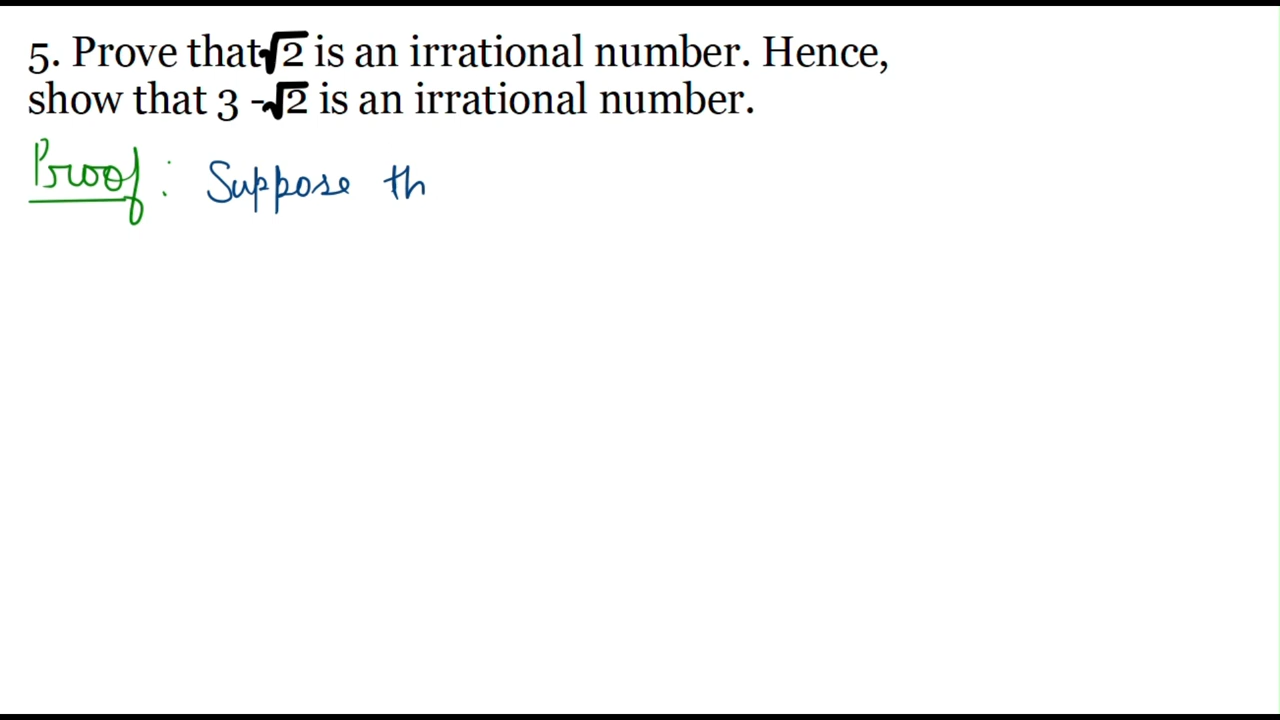 5. Prove that √2 is an irrational number. Hence,
show that 3 -√2 is an irrational number.
Proof: Suppose th